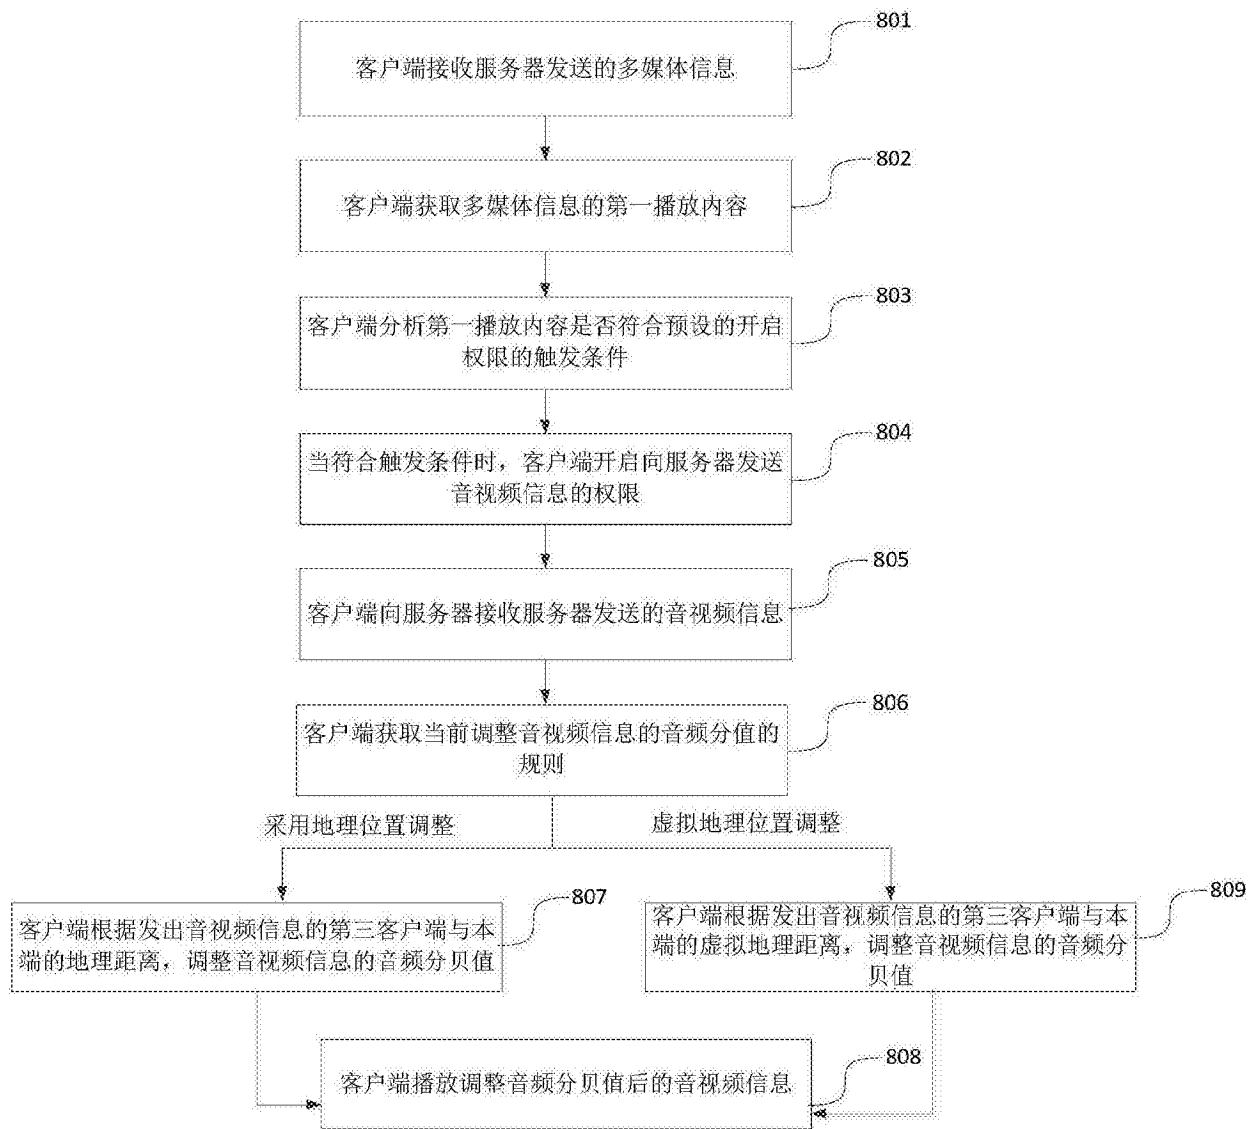 801
客户端接收服务器发送的多媒体信息
802
客户端获取多媒体信息的第一播放内容
803
客户端分析第一播放内容是否符合预设的开启
权限的触发条件
804
当符合触发条件时，客户端开启向服务器发送
音视频信息的权限
805
客户端向服务器接收服务器发送的音视频信息
806
客户端获取当前调整音视频信息的音频分值的
规则
采用地理位置调整
虚拟地理位置调整
807
客户端根据发出音视频信息的第三客户端与本
端的地理距离，调整音视频信息的音频分贝值
809
客户端根据发出音视频信息的第三客户端与本
端的虚拟地理距离，调整音视频信息的音频分
贝值
808
客户端播放调整音频分贝值后的音视频信息